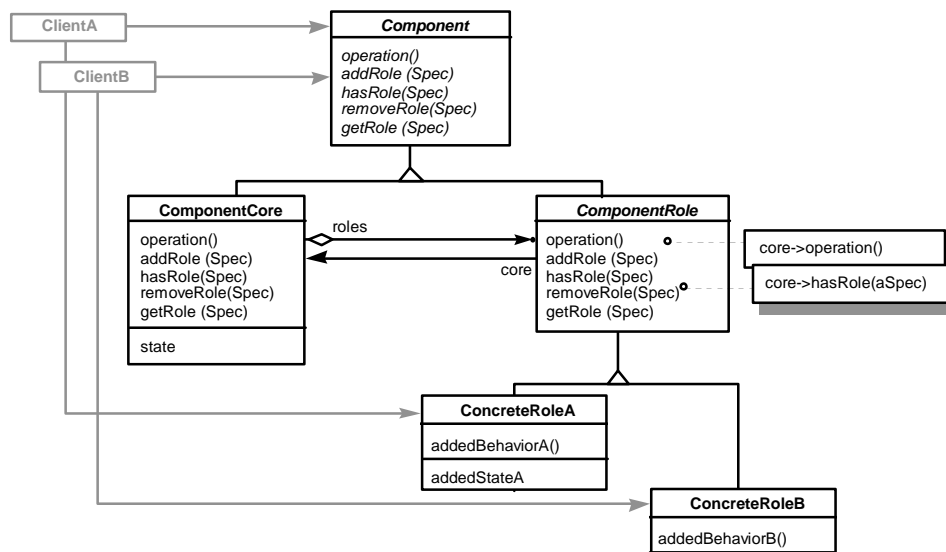 ClientA
ClientB
Component
operation()
addRole (Spec)
hasRole(Spec)
removeRole(Spec)
getRole (Spec)
ComponentCore
operation()
addRole (Spec)
hasRole(Spec)
removeRole(Spec)
getRole (Spec)
state
roles
core
ComponentRole
operation()
addRole (Spec)
hasRole(Spec)
removeRole(Spec)
getRole (Spec)
core->operation()
core->hasRole(aSpec)
ConcreteRoleA
addedBehaviorA()
addedStateA
ConcreteRoleB
addedBehaviorB()